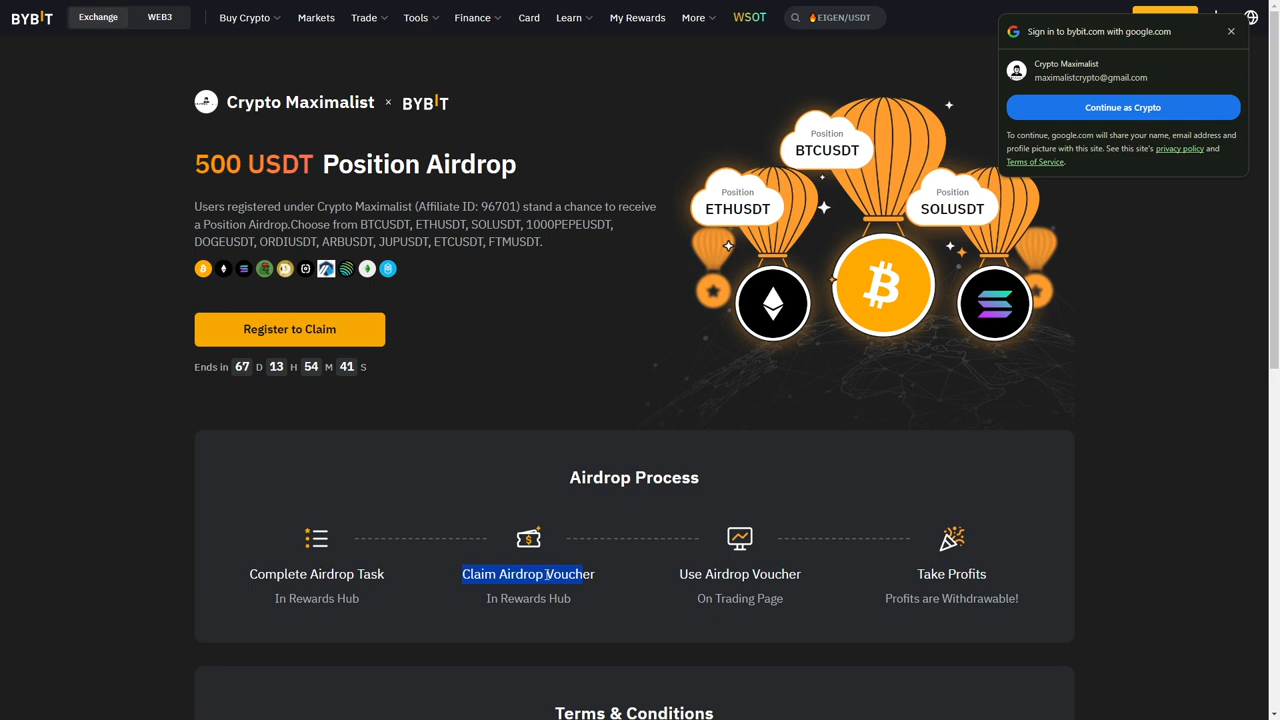 BYBIT
Exchange
WEB3
Buy Crypto
Markets
Trade
Tools
Finance
Card
Learn
My Rewards
More
WSOT
EIGEN/USDT
Sign in to bybit.com with google.com
Crypto Maximalist
maximalistcrypto@gmail.com
Continue as Crypto
To continue, google.com will share your name, email address and
profile picture with this site. See this site's privacy policy and
Terms of Service.
Crypto Maximalist × BYBIT
500 USDT Position Airdrop
Users registered under Crypto Maximalist (Affiliate ID: 96701) stand a chance to receive
a Position Airdrop.Choose from BTCUSDT, ETHUSDT, SOLUSDT, 1000PEPEUSDT,
DOGEUSDT, ORDIUSDT, ARBUSDT, JUPUSDT, ETCUSDT, FTMUSDT.
Register to Claim
Ends in 67 D 13 H 54 M 41 S
Position
BTCUSDT
Position
ETHUSDT
Position
SOLUSDT
Airdrop Process
Complete Airdrop Task
In Rewards Hub
Claim Airdrop Voucher
In Rewards Hub
Use Airdrop Voucher
On Trading Page
Take Profits
Profits are Withdrawable!
Terms & Conditions